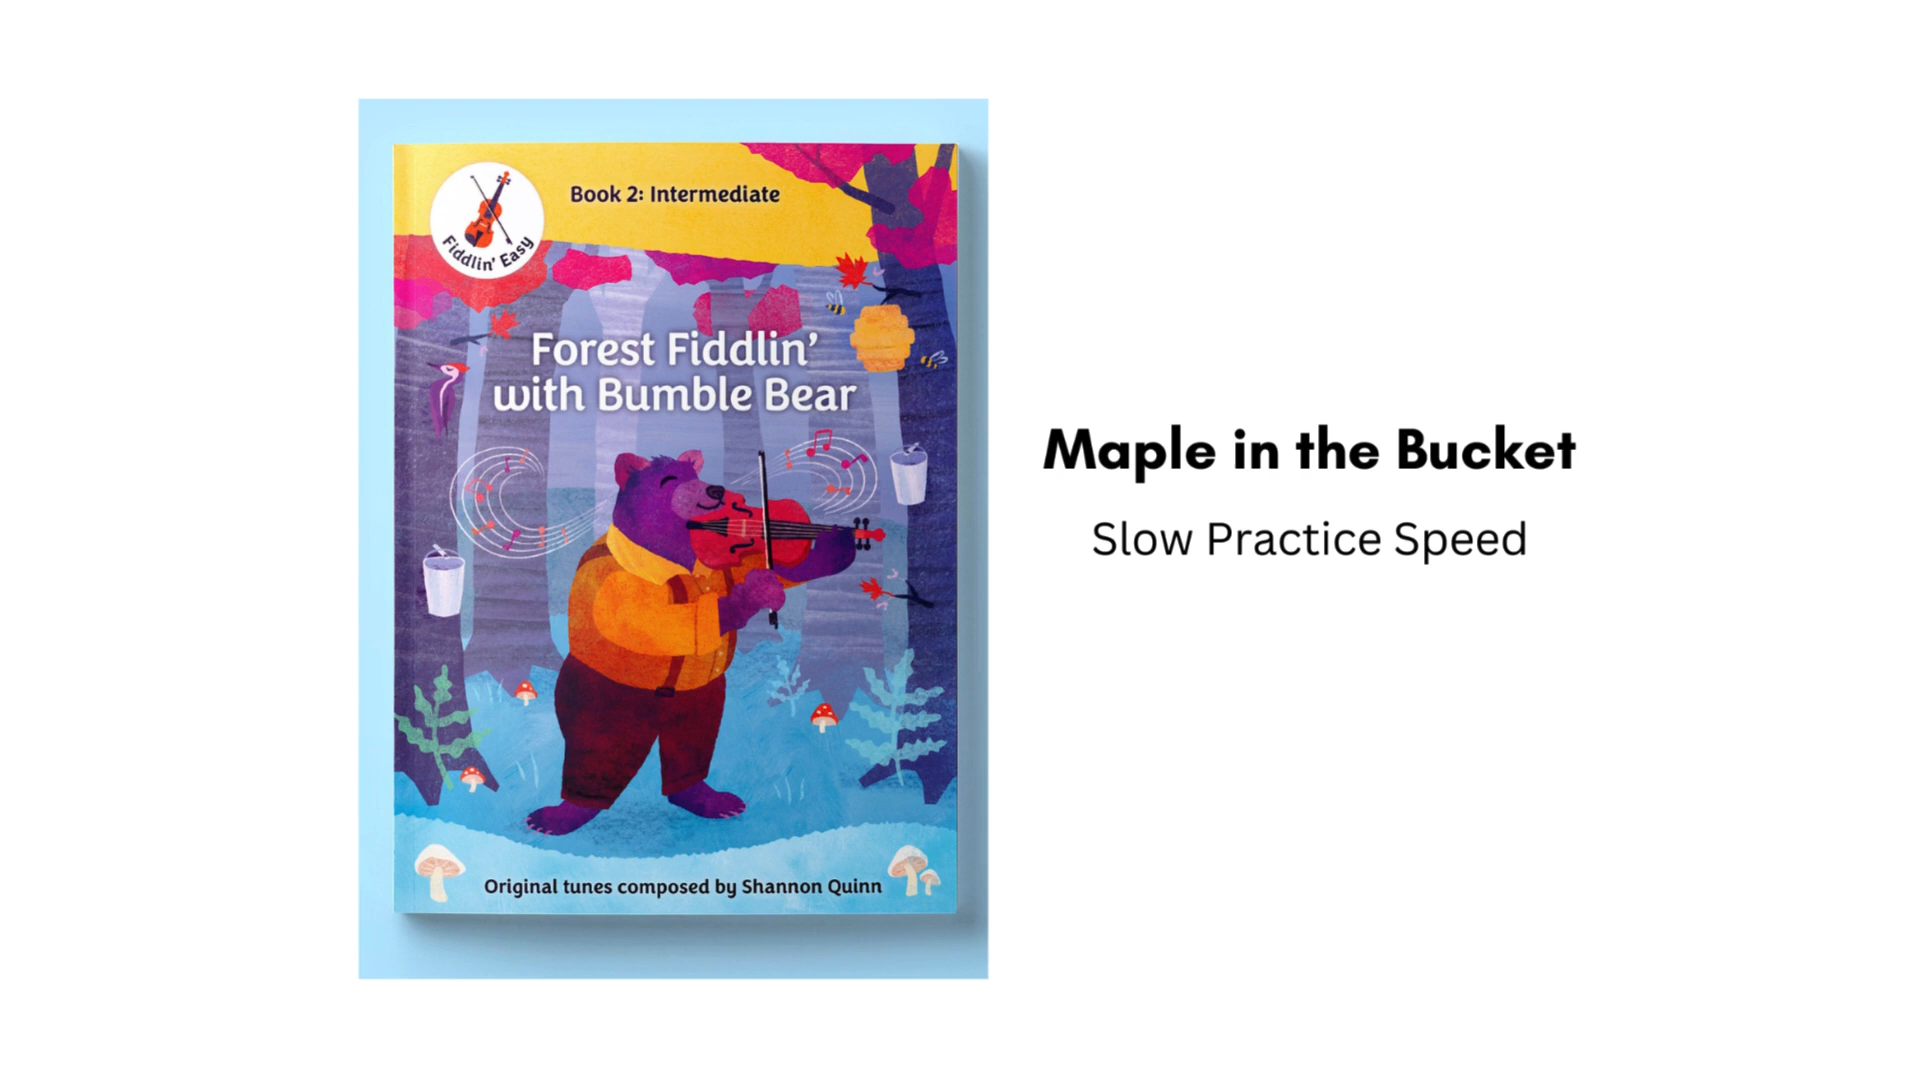 Book 2: Intermediate
Fiddlin' Easy
Forest Fiddlin'
with Bumble Bear
Original tunes composed by Shannon Quinn
Maple in the Bucket
Slow Practice Speed